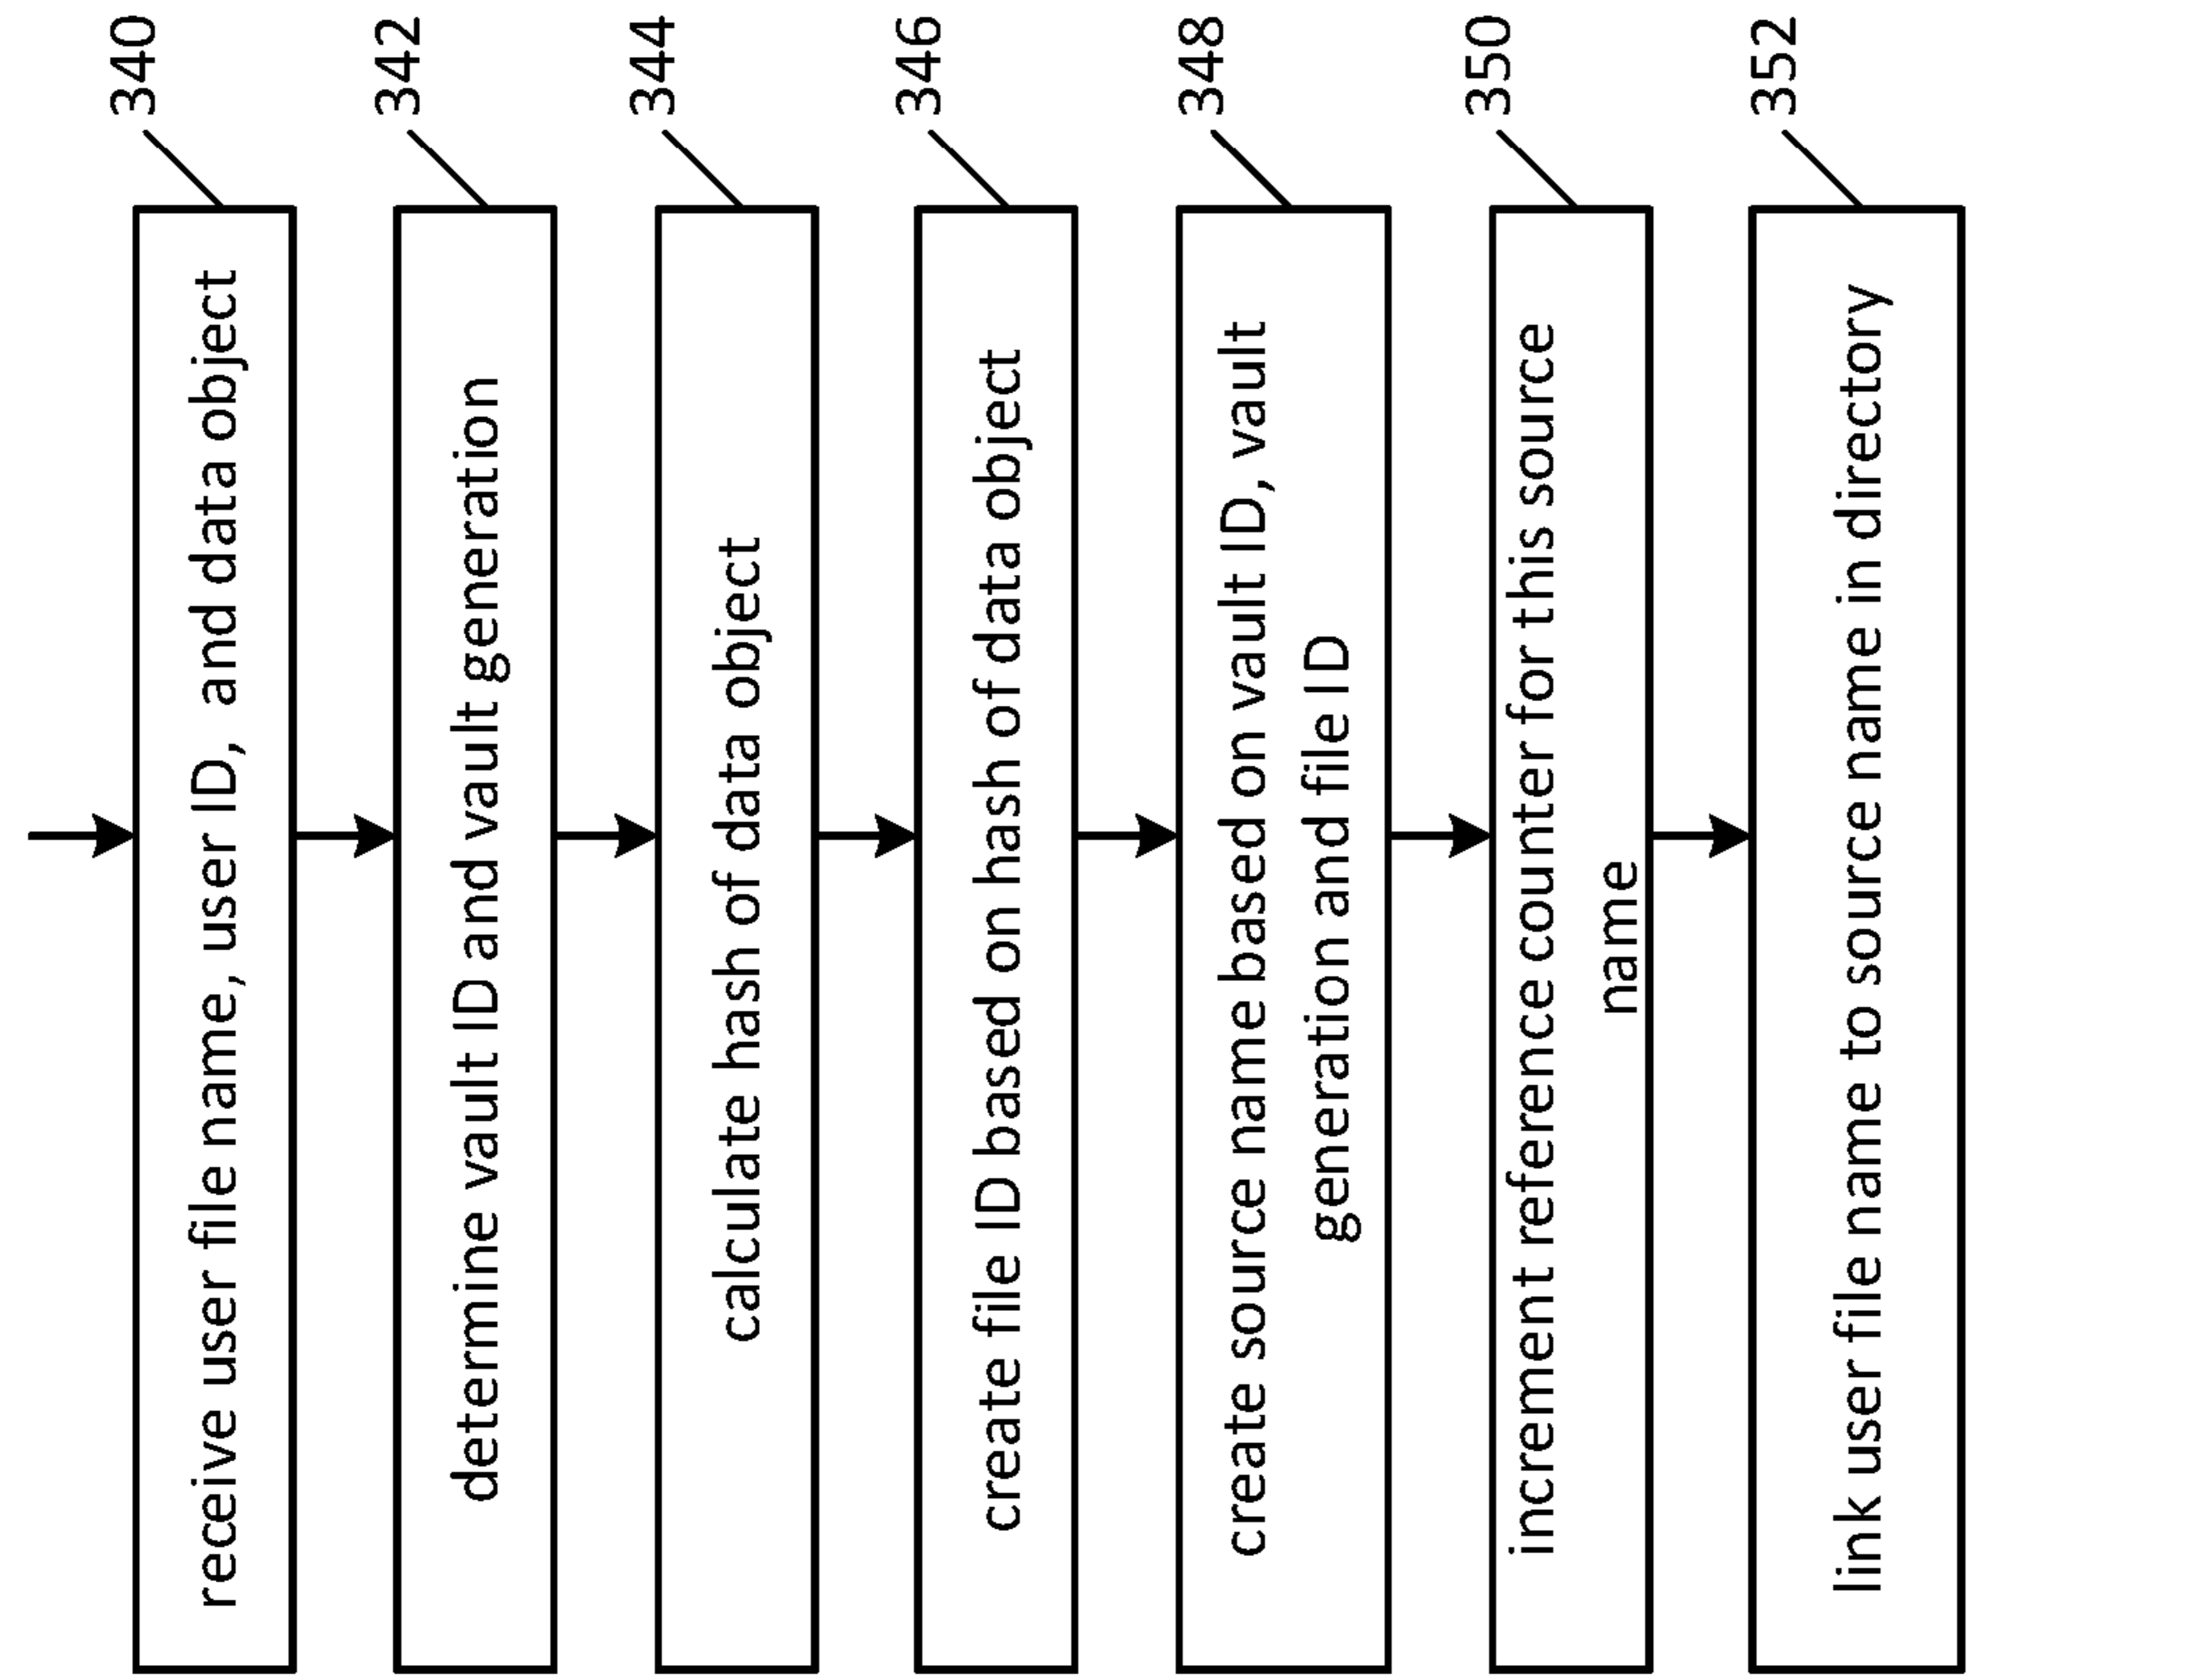 340
receive user file name, user ID, and data object
342
determine vault ID and vault generation
344
calculate hash of data object
346
create file ID based on hash of data object
348
create source name based on vault ID, vault
generation and file ID
350
increment reference counter for this source
name
352
link user file name to source name in directory